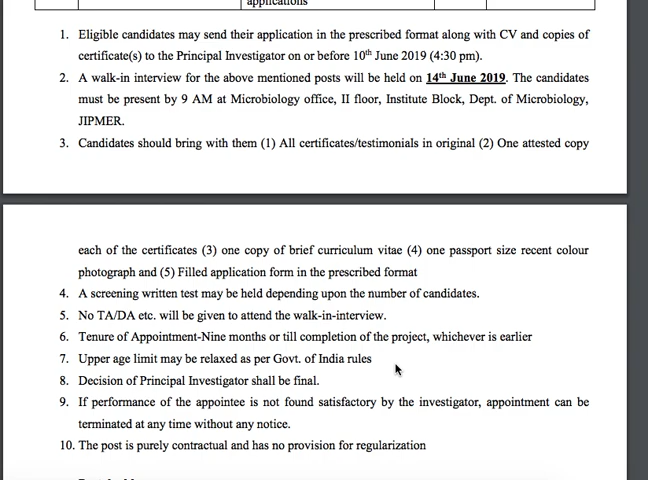 applications
1. Eligible candidates may send their application in the prescribed format along with CV and copies of
certificate(s) to the Principal Investigator on or before 10th June 2019 (4:30 pm).
2. A walk-in interview for the above mentioned posts will be held on 14th June 2019. The candidates
must be present by 9 AM at Microbiology office, II floor, Institute Block, Dept. of Microbiology,
JIPMER.
3. Candidates should bring with them (1) All certificates/testimonials in original (2) One attested copy
each of the certificates (3) one copy of brief curriculum vitae (4) one passport size recent colour
photograph and (5) Filled application form in the prescribed format
4. A screening written test may be held depending upon the number of candidates.
5. No TA/DA etc. will be given to attend the walk-in-interview.
6. Tenure of Appointment-Nine months or till completion of the project, whichever is earlier
7. Upper age limit may be relaxed as per Govt. of India rules
8. Decision of Principal Investigator shall be final.
9. If performance of the appointee is not found satisfactory by the investigator, appointment can be
terminated at any time without any notice.
10. The post is purely contractual and has no provision for regularization